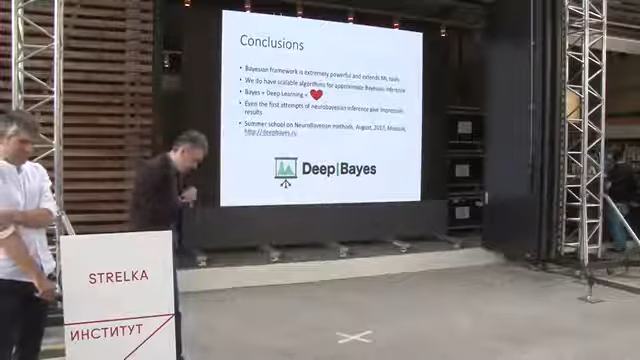 Conclusions
• Bayesian framework is extremely powerful and extends ML tools
• We do have scalable algorithms for approximate Bayesian inference
• Bayes + Deep Learning =
• Even the first attempts of neurobayesian inference give impressive
results
• Summer school on NeuroBayesian methods, August, 2017, Moscow,
http://deepbayes.ru
Deep|Bayes
STRELKA
ИНСТИТУТ